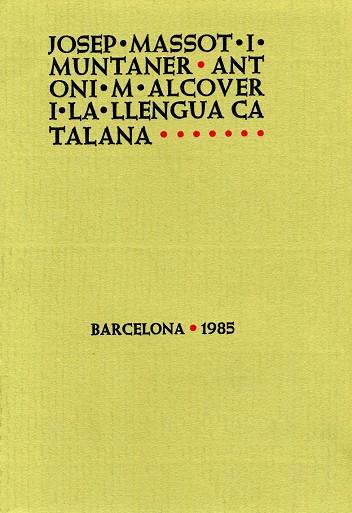 JOSEP•MASSOT•I•
MUNTANER•ANT
ONI•M•ALCOVER
I•LA•LLENGUA CA
TALANA•••••••
BARCELONA•1985